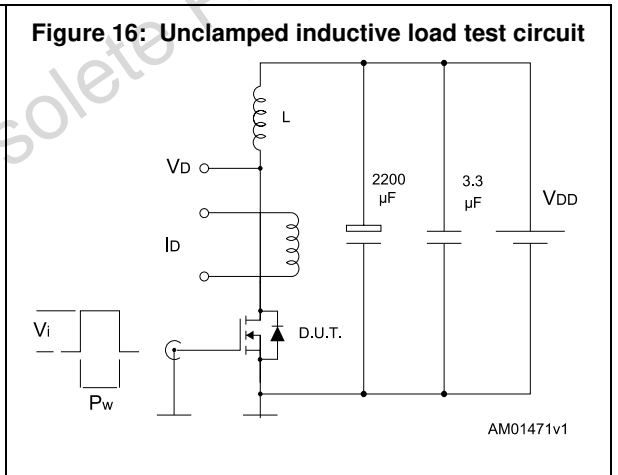 Figure 16: Unclamped inductive load test circuit
L
VD
2200
µF
3.3
µF
VDD
ID
Vi
D.U.T.
Pw
AM01471v1